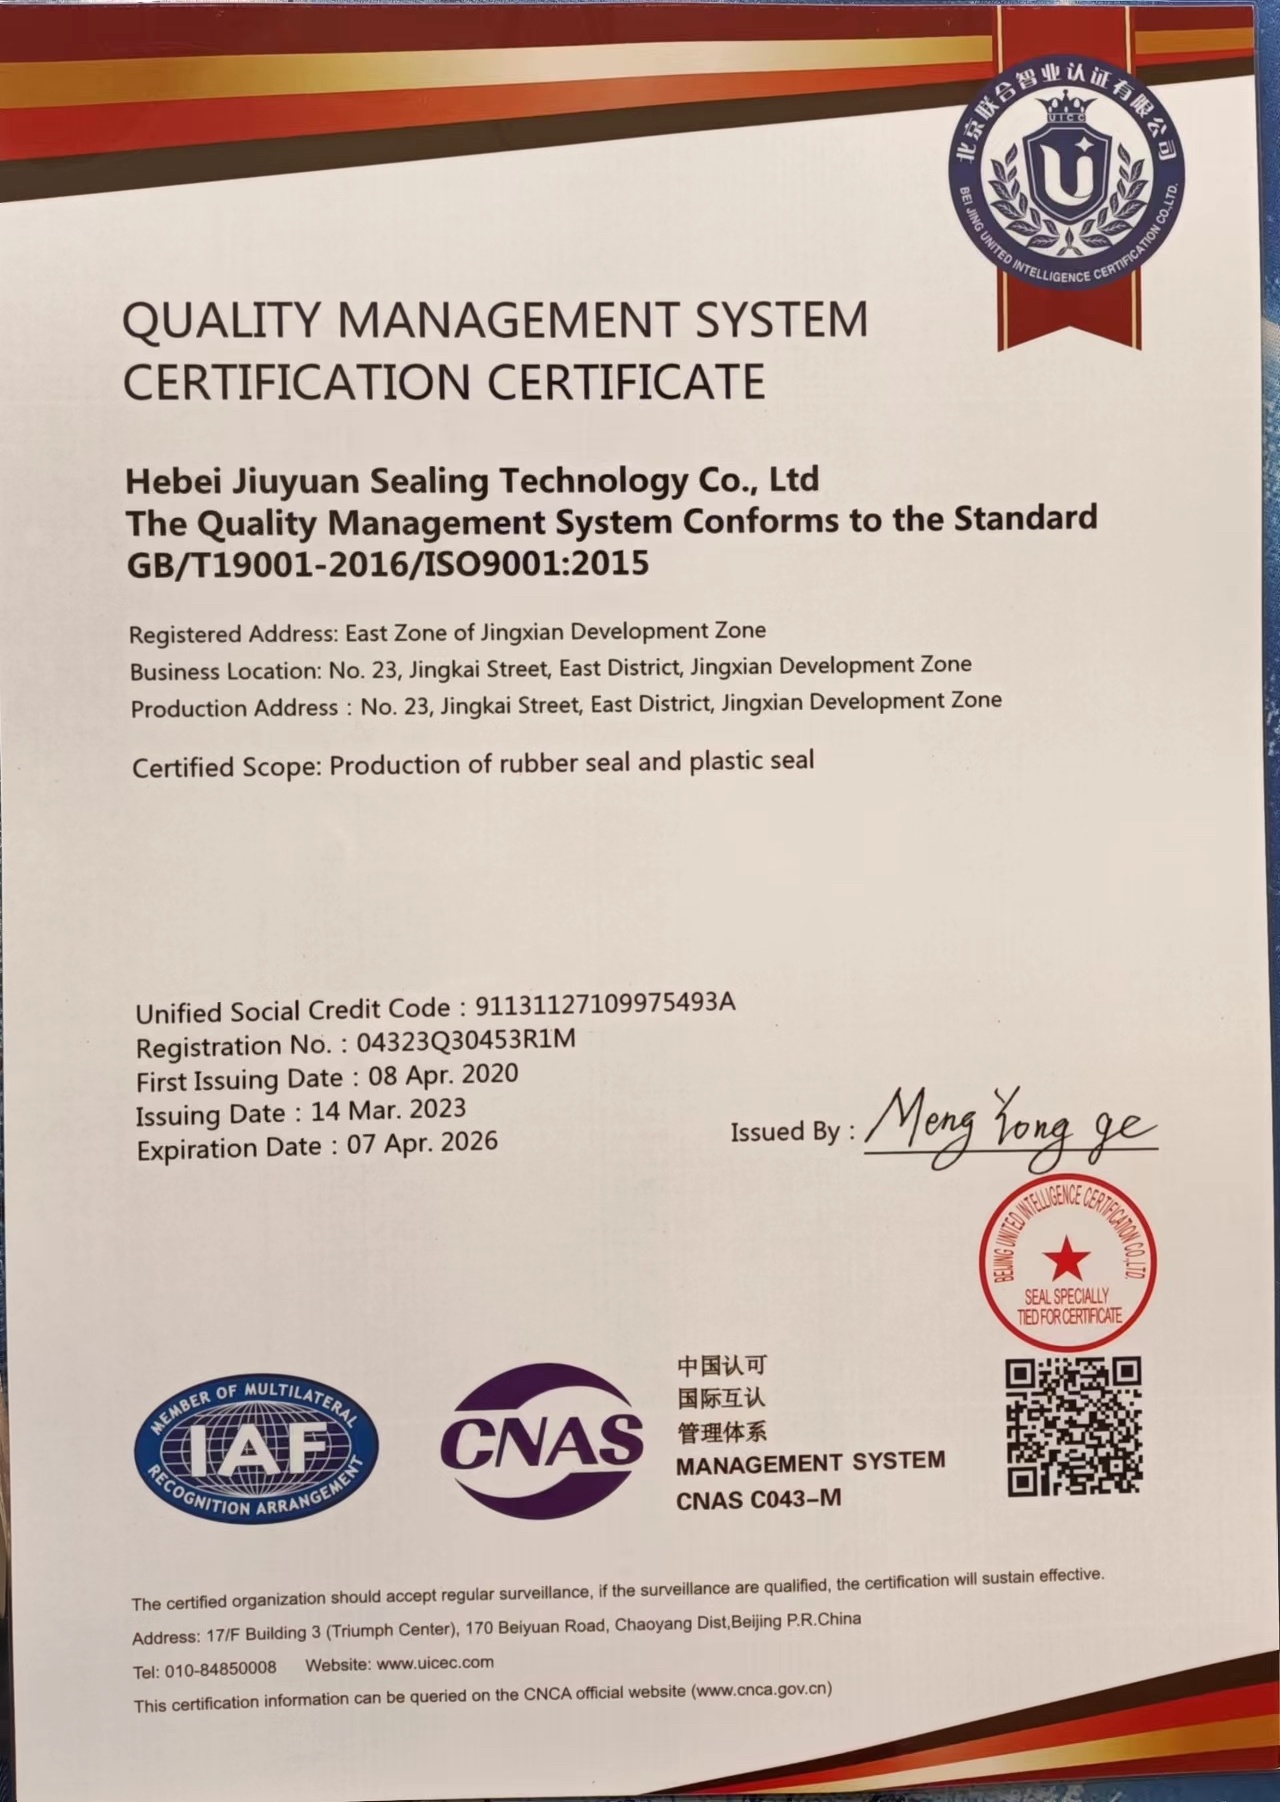 北京联合智业认证有限公司
UICC
BEI JING UNITED INTELLIGENCE CERTIFICATION CO.,LTD.
QUALITY MANAGEMENT SYSTEM
CERTIFICATION CERTIFICATE
Hebei Jiuyuan Sealing Technology Co., Ltd
The Quality Management System Conforms to the Standard
GB/T19001-2016/ISO9001:2015
Registered Address: East Zone of Jingxian Development Zone
Business Location: No. 23, Jingkai Street, East District, Jingxian Development Zone
Production Address : No. 23, Jingkai Street, East District, Jingxian Development Zone
Certified Scope: Production of rubber seal and plastic seal
Unified Social Credit Code : 91131127109975493A
Registration No. : 04323Q30453R1M
First Issuing Date : 08 Apr. 2020
Issuing Date : 14 Mar. 2023
Expiration Date : 07 Apr. 2026
Issued By : Meng Yong ge
BEIJING UNITED INTELLIGENCE CERTIFICATION CO.,LTD.
SEAL SPECIALLY
TIED FOR CERTIFICATE
MEMBER OF MULTILATERAL
IAF
RECOGNITION ARRANGEMENT
CNAS
中国认可
国际互认
管理体系
MANAGEMENT SYSTEM
CNAS C043-M
The certified organization should accept regular surveillance, if the surveillance are qualified, the certification will sustain effective.
Address: 17/F Building 3 (Triumph Center), 170 Beiyuan Road, Chaoyang Dist,Beijing P.R.China
Tel: 010-84850008 Website: www.uicec.com
This certification information can be queried on the CNCA official website (www.cnca.gov.cn)